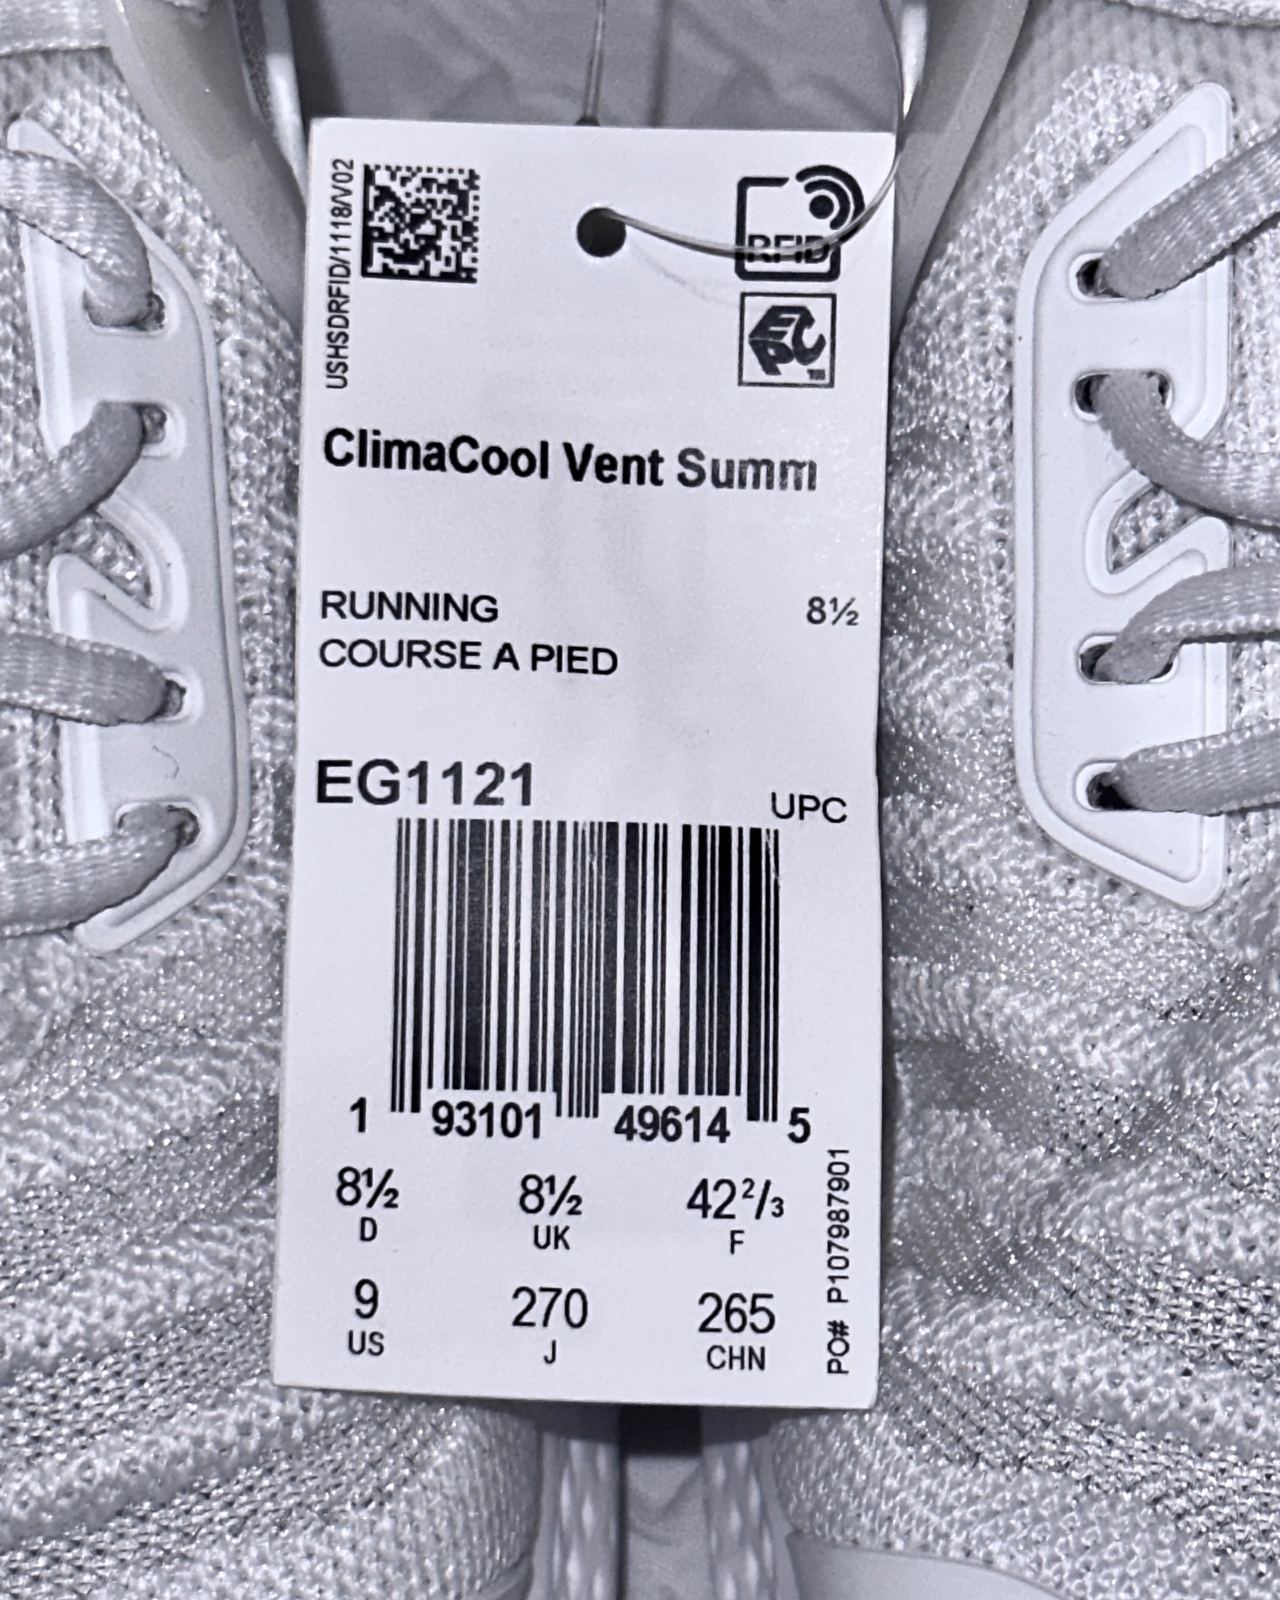 USHSDRFID/1118/V02
RFID
EPC
TM
ClimaCool Vent Summ
RUNNING 8½
COURSE A PIED
EG1121
UPC
1 93101 49614 5
8½ 8½ 42²/₃
D UK F
9 270 265
US J CHN
PO# P107987901